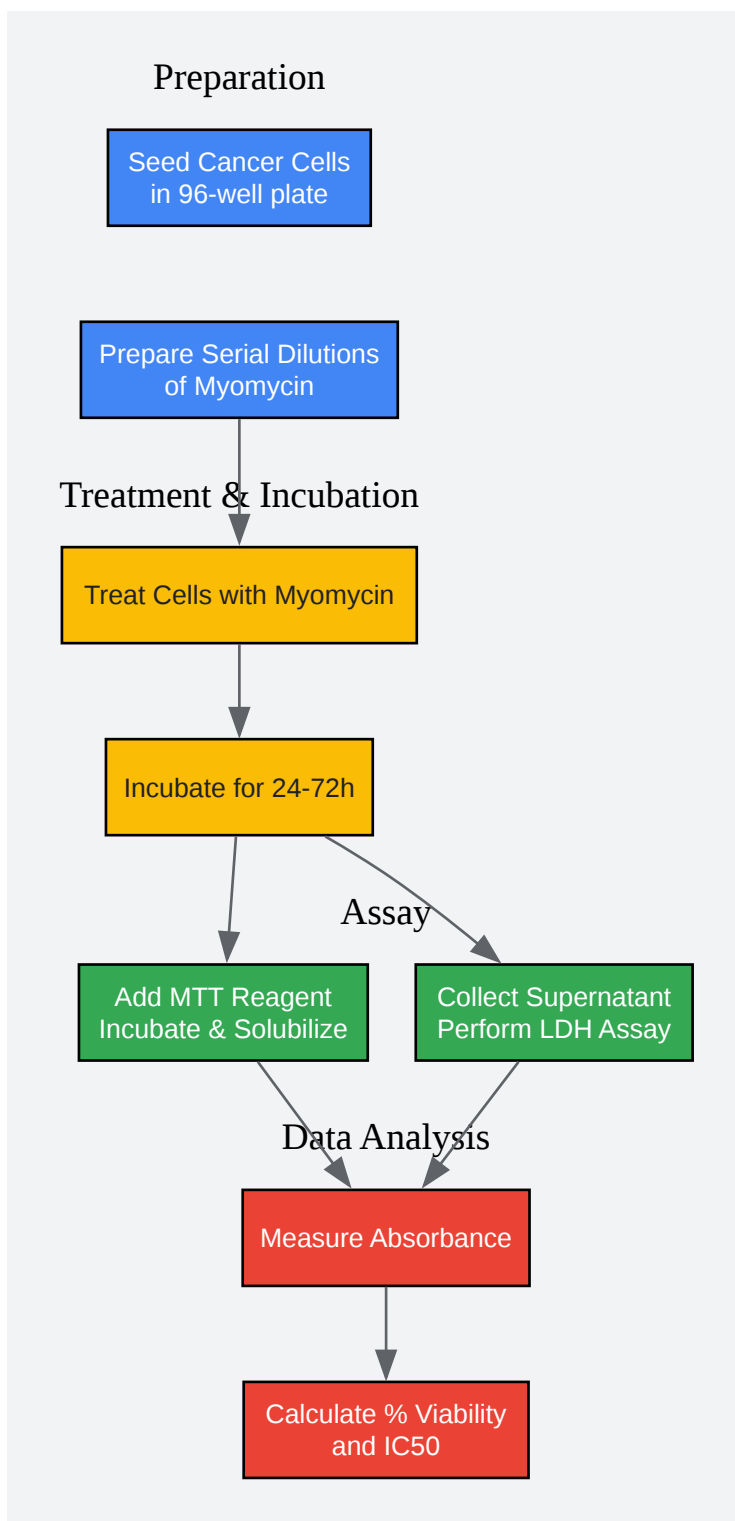 Preparation
Seed Cancer Cells
in 96-well plate
Prepare Serial Dilutions
of Myomycin
Treatment & Incubation
Treat Cells with Myomycin
Incubate for 24-72h
Assay
Add MTT Reagent
Incubate & Solubilize
Collect Supernatant
Perform LDH Assay
Data Analysis
Measure Absorbance
Calculate % Viability
and IC50